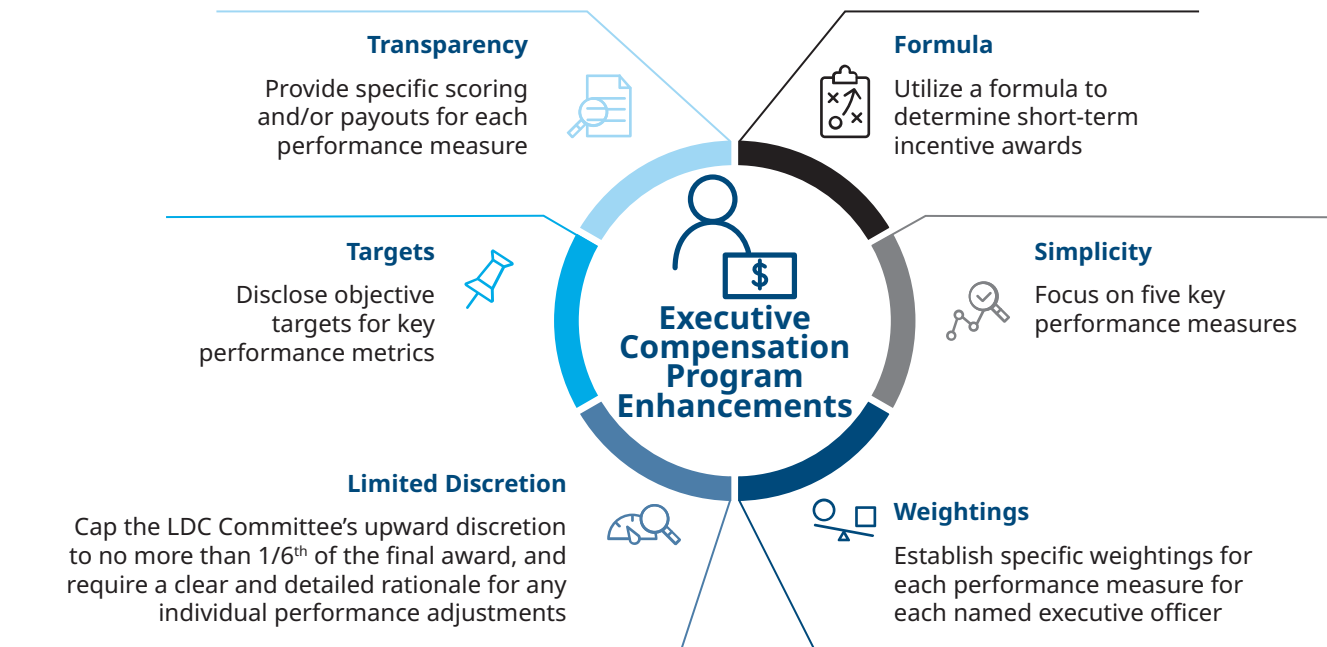 Transparency
Provide specific scoring
and/or payouts for each
performance measure
Formula
Utilize a formula to
determine short-term
incentive awards
Targets
Disclose objective
targets for key
performance metrics
$
Executive
Compensation
Program
Enhancements
Simplicity
Focus on five key
performance measures
Limited Discretion
Cap the LDC Committee’s upward discretion
to no more than 1/6th of the final award, and
require a clear and detailed rationale for any
individual performance adjustments
Weightings
Establish specific weightings for
each performance measure for
each named executive officer